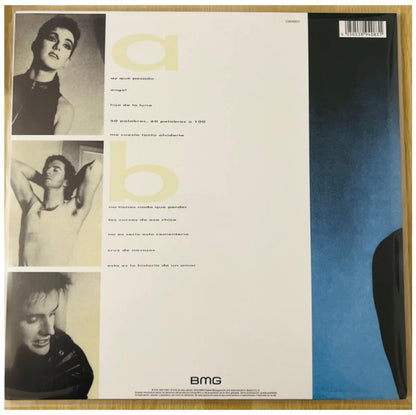 a
ay qué pesado
ángel
hijo de la luna
50 palabras, 60 palabras o 100
me cuesta tanto olvidarte
b
no tienes nada que perder
las curvas de esa chica
no es serio este cementerio
cruz de navajas
esta es la historia de un amor
BMG